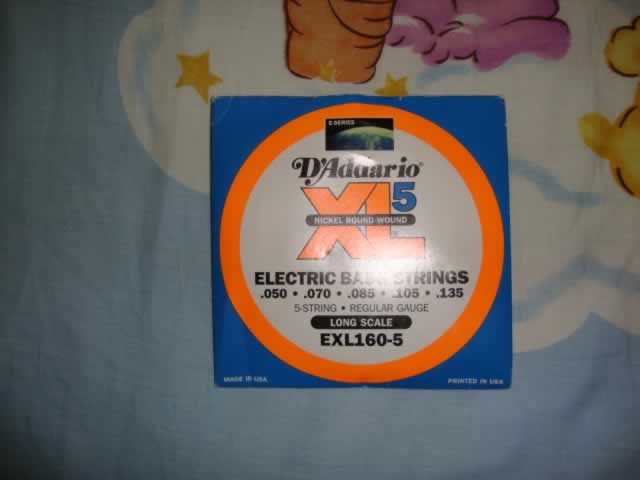 E-SERIES
D'Addario®
XL5
NICKEL ROUND WOUND
ELECTRIC BASS STRINGS
.050 • .070 • .085 • .105 • .135
5-STRING • REGULAR GAUGE
LONG SCALE
EXL160-5
MADE IN USA
PRINTED IN USA